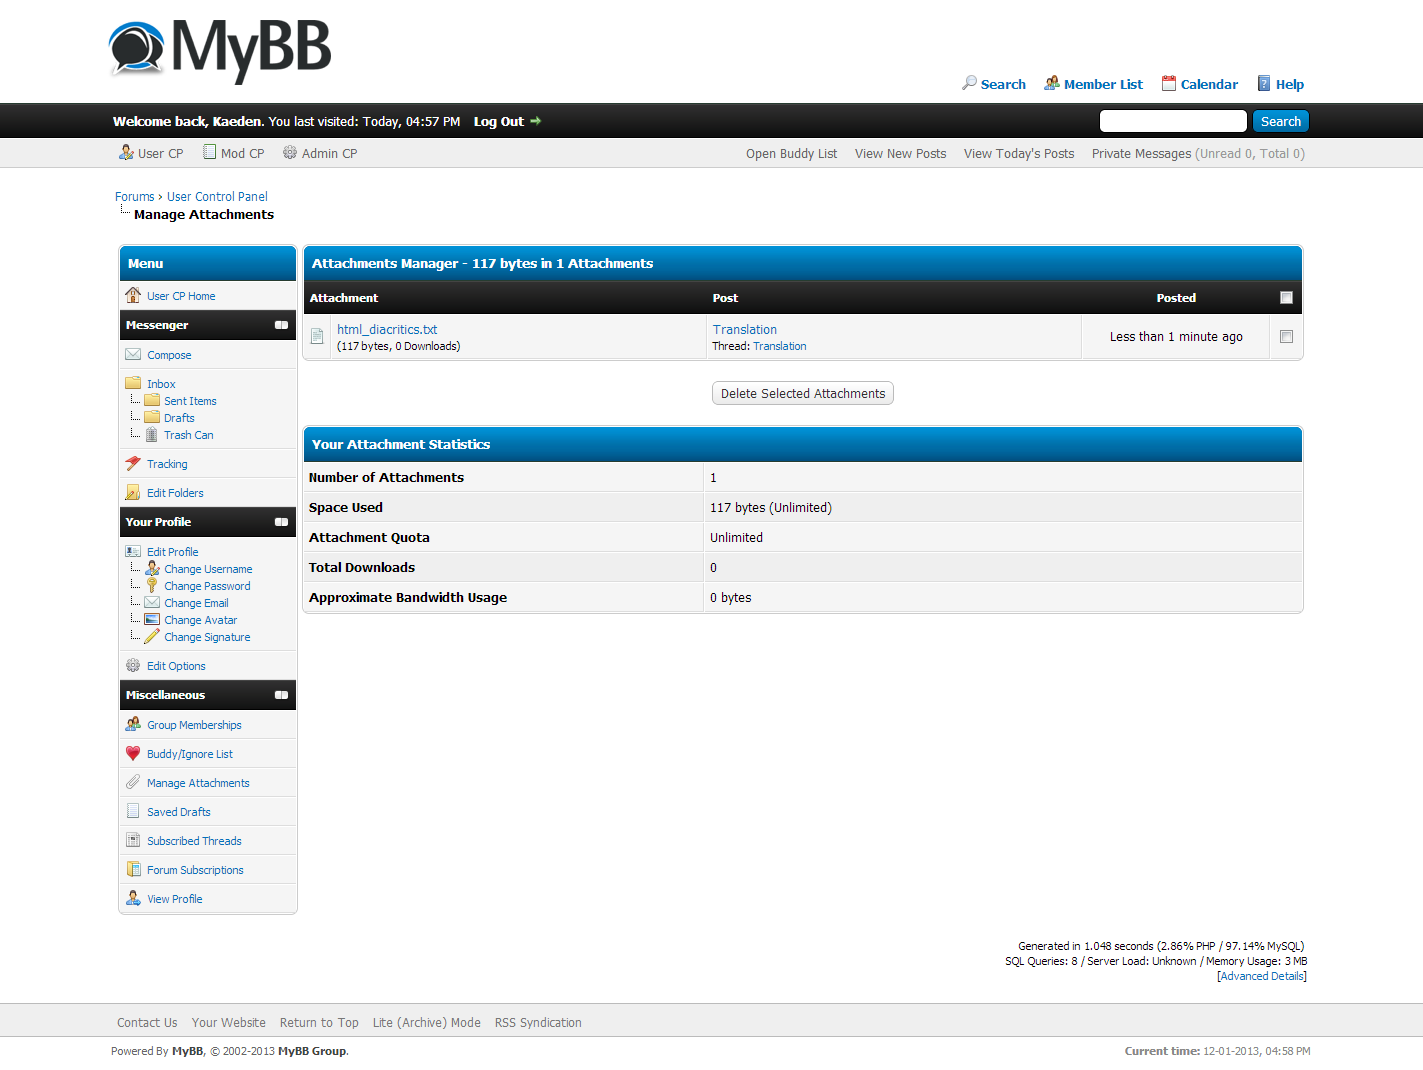 MyBB
Search Member List Calendar Help
Welcome back, Kaeden. You last visited: Today, 04:57 PM Log Out Search
User CP Mod CP Admin CP Open Buddy List View New Posts View Today's Posts Private Messages (Unread 0, Total 0)
Forums › User Control Panel
Manage Attachments
Menu
User CP Home
Messenger
Compose
Inbox
Sent Items
Drafts
Trash Can
Tracking
Edit Folders
Your Profile
Edit Profile
Change Username
Change Password
Change Email
Change Avatar
Change Signature
Edit Options
Miscellaneous
Group Memberships
Buddy/Ignore List
Manage Attachments
Saved Drafts
Subscribed Threads
Forum Subscriptions
View Profile
Attachments Manager - 117 bytes in 1 Attachments
Attachment Post Posted
html_diacritics.txt Translation
(117 bytes, 0 Downloads) Thread: Translation
Less than 1 minute ago
Delete Selected Attachments
Your Attachment Statistics
Number of Attachments 1
Space Used 117 bytes (Unlimited)
Attachment Quota Unlimited
Total Downloads 0
Approximate Bandwidth Usage 0 bytes
Generated in 1.048 seconds (2.86% PHP / 97.14% MySQL)
SQL Queries: 8 / Server Load: Unknown / Memory Usage: 3 MB
[Advanced Details]
Contact Us Your Website Return to Top Lite (Archive) Mode RSS Syndication
Powered By MyBB, © 2002-2013 MyBB Group. Current time: 12-01-2013, 04:58 PM